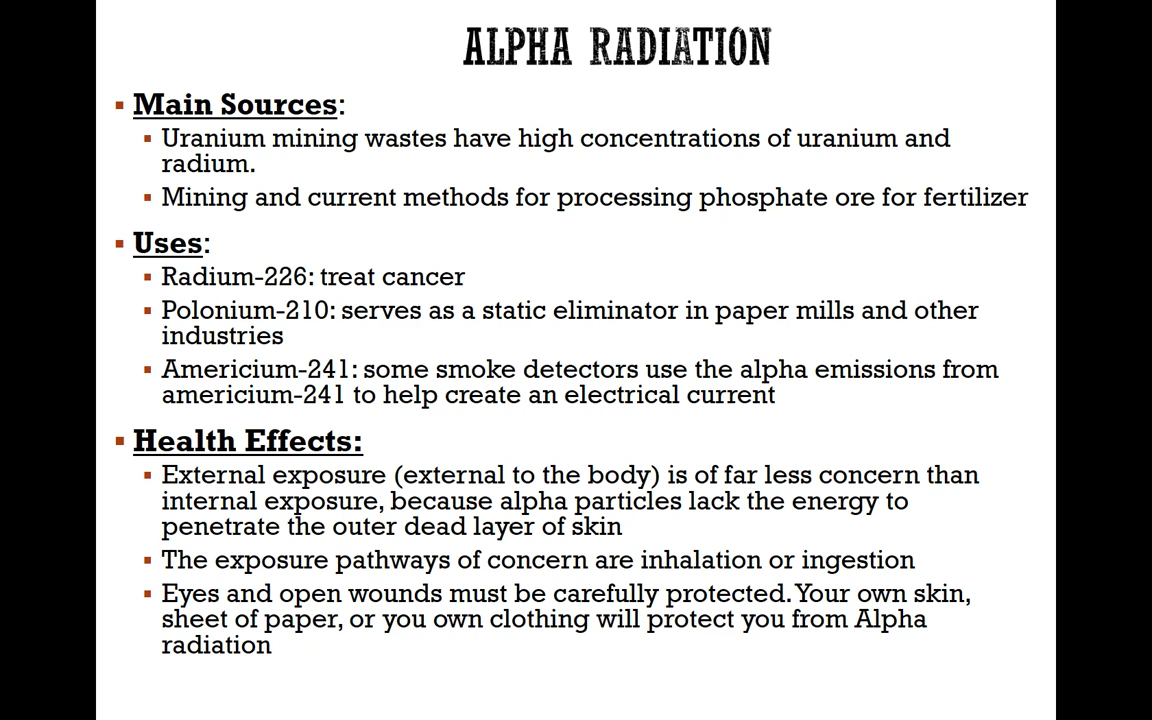 ALPHA RADIATION
▪ Main Sources:
▪ Uranium mining wastes have high concentrations of uranium and
radium.
▪ Mining and current methods for processing phosphate ore for fertilizer
▪ Uses:
▪ Radium-226: treat cancer
▪ Polonium-210: serves as a static eliminator in paper mills and other
industries
▪ Americium-241: some smoke detectors use the alpha emissions from
americium-241 to help create an electrical current
▪ Health Effects:
▪ External exposure (external to the body) is of far less concern than
internal exposure, because alpha particles lack the energy to
penetrate the outer dead layer of skin
▪ The exposure pathways of concern are inhalation or ingestion
▪ Eyes and open wounds must be carefully protected. Your own skin,
sheet of paper, or you own clothing will protect you from Alpha
radiation